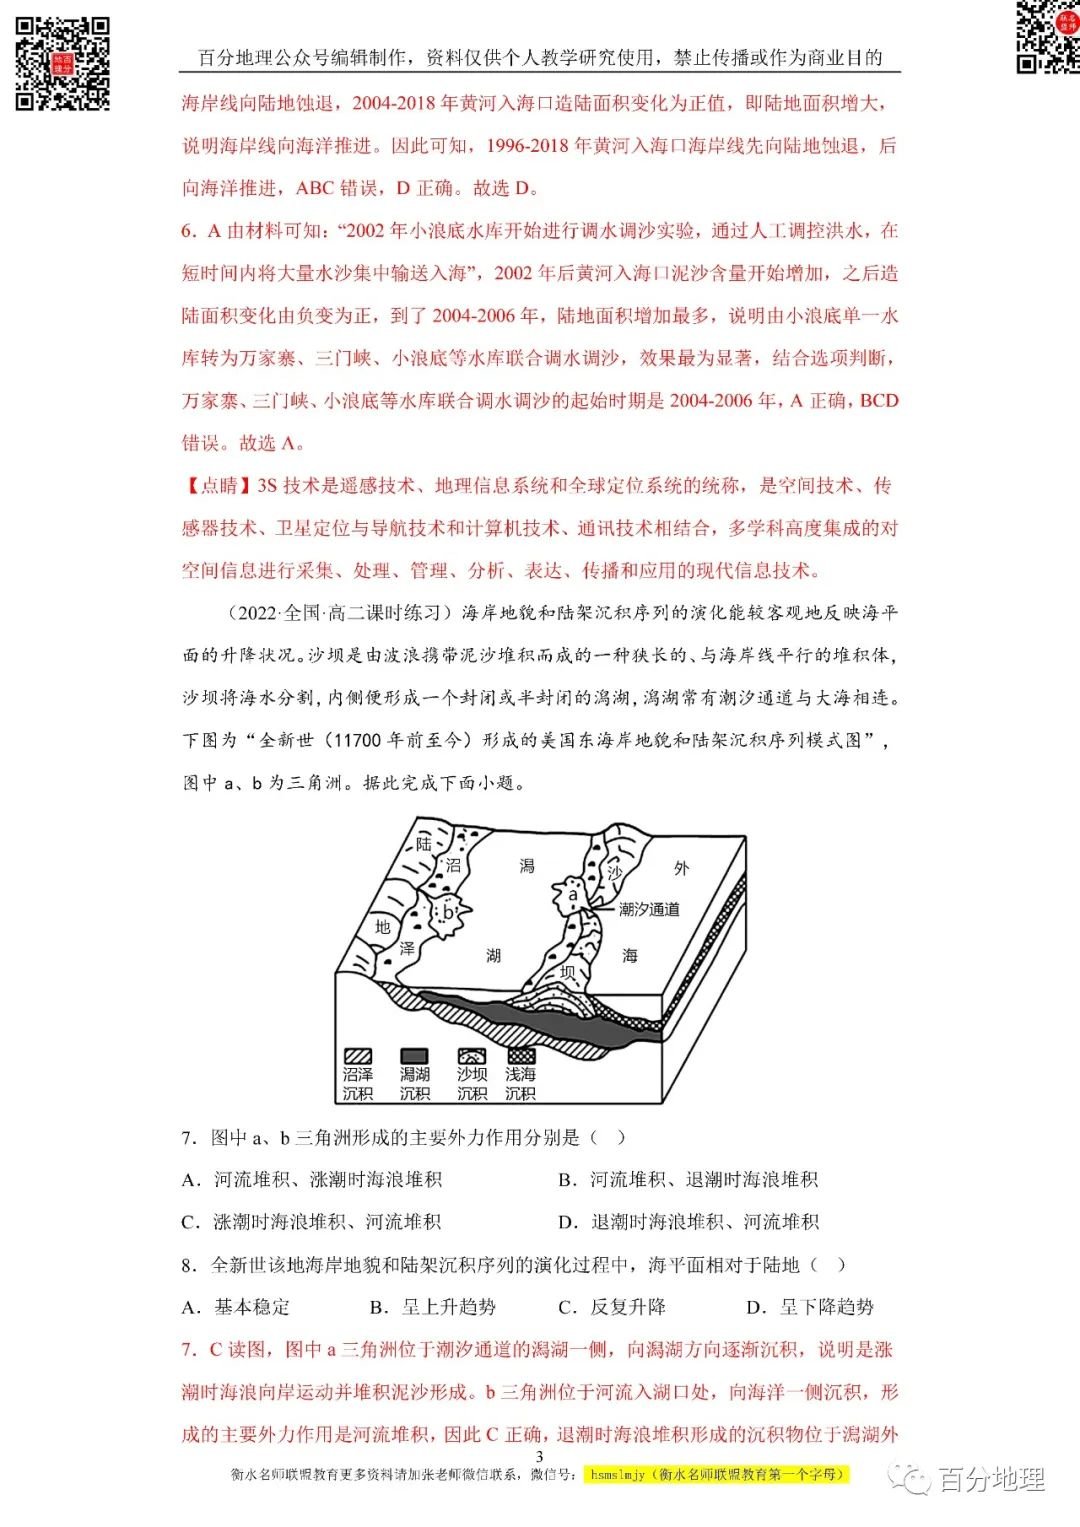 百分地理公众号编辑制作，资料仅供个人教学研究使用，禁止传播或作为商业目的
海岸线向陆地蚀退，2004-2018 年黄河入海口造陆面积变化为正值，即陆地面积增大，
说明海岸线向海洋推进。因此可知，1996-2018 年黄河入海口海岸线先向陆地蚀退，后
向海洋推进，ABC 错误，D 正确。故选 D。
6．A 由材料可知：“2002 年小浪底水库开始进行调水调沙实验，通过人工调控洪水，在
短时间内将大量水沙集中输送入海”，2002 年后黄河入海口泥沙含量开始增加，之后造
陆面积变化由负变为正，到了 2004-2006 年，陆地面积增加最多，说明由小浪底单一水
库转为万家寨、三门峡、小浪底等水库联合调水调沙，效果最为显著，结合选项判断，
万家寨、三门峡、小浪底等水库联合调水调沙的起始时期是 2004-2006 年，A 正确，BCD
错误。故选 A。
【点睛】3S 技术是遥感技术、地理信息系统和全球定位系统的统称，是空间技术、传
感器技术、卫星定位与导航技术和计算机技术、通讯技术相结合，多学科高度集成的对
空间信息进行采集、处理、管理、分析、表达、传播和应用的现代信息技术。
（2022·全国·高二课时练习）海岸地貌和陆架沉积序列的演化能较客观地反映海平
面的升降状况。沙坝是由波浪携带泥沙堆积而成的一种狭长的、与海岸线平行的堆积体，
沙坝将海水分割，内侧便形成一个封闭或半封闭的潟湖，潟湖常有潮汐通道与大海相连。
下图为“全新世（11700 年前至今）形成的美国东海岸地貌和陆架沉积序列模式图”，
图中 a、b 为三角洲。据此完成下面小题。
陆
沼
潟
沙
外
a
b
潮汐通道
地
泽
湖
坝
海
沼泽 潟湖 沙坝 浅海
沉积 沉积 沉积 沉积
7．图中 a、b 三角洲形成的主要外力作用分别是（ ）
A．河流堆积、涨潮时海浪堆积 B．河流堆积、退潮时海浪堆积
C．涨潮时海浪堆积、河流堆积 D．退潮时海浪堆积、河流堆积
8．全新世该地海岸地貌和陆架沉积序列的演化过程中，海平面相对于陆地（ ）
A．基本稳定 B．呈上升趋势 C．反复升降 D．呈下降趋势
7．C 读图，图中 a 三角洲位于潮汐通道的潟湖一侧，向潟湖方向逐渐沉积，说明是涨
潮时海浪向岸运动并堆积泥沙形成。b 三角洲位于河流入湖口处，向海洋一侧沉积，形
成的主要外力作用是河流堆积，因此 C 正确，退潮时海浪堆积形成的沉积物位于潟湖外
3
衡水名师联盟教育更多资料请加张老师微信联系，微信号： hsmslmjy（衡水名师联盟教育第一个字母）
百分地理